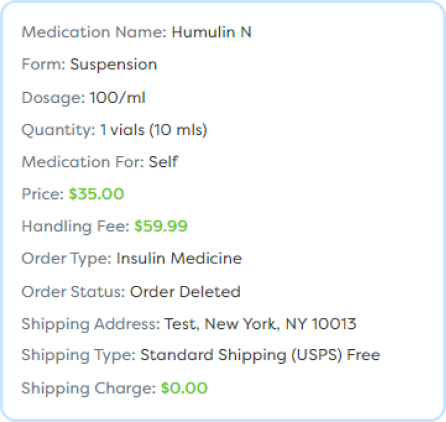 Medication Name: Humulin N
Form: Suspension
Dosage: 100/ml
Quantity: 1 vials (10 mls)
Medication For: Self
Price: $35.00
Handling Fee: $59.99
Order Type: Insulin Medicine
Order Status: Order Deleted
Shipping Address: Test, New York, NY 10013
Shipping Type: Standard Shipping (USPS) Free
Shipping Charge: $0.00